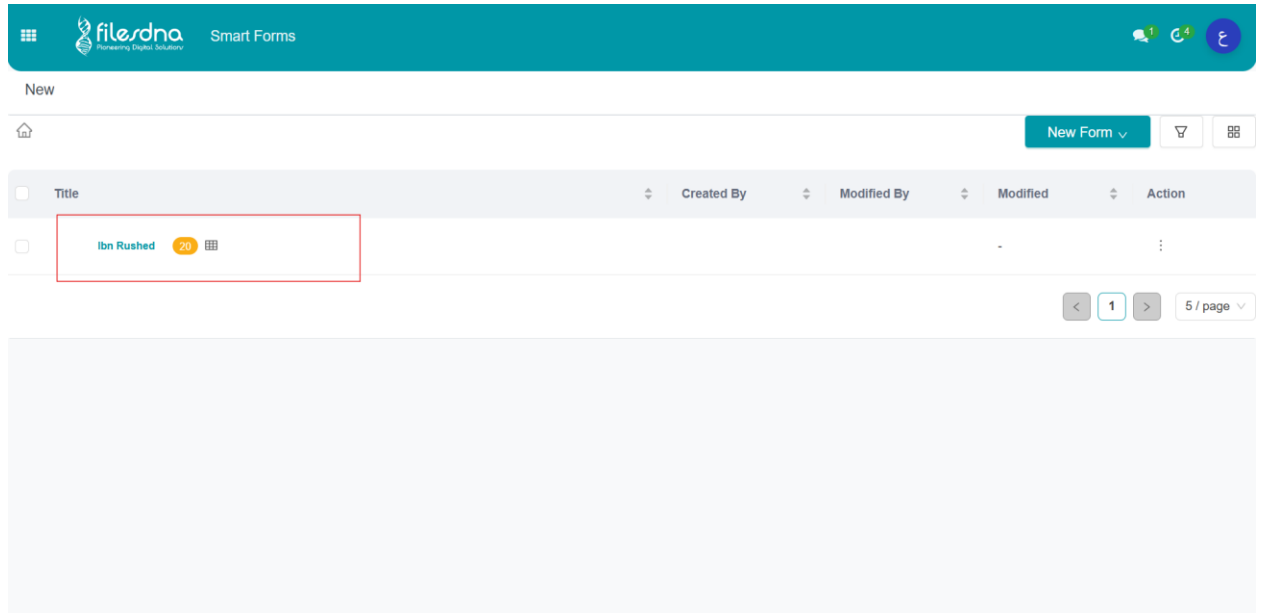 filesdna Smart Forms 1 4 ع
Pioneering Digital Solutions
New
New Form
Title Created By Modified By Modified Action
Ibn Rushed 20 -
< 1 > 5 / page